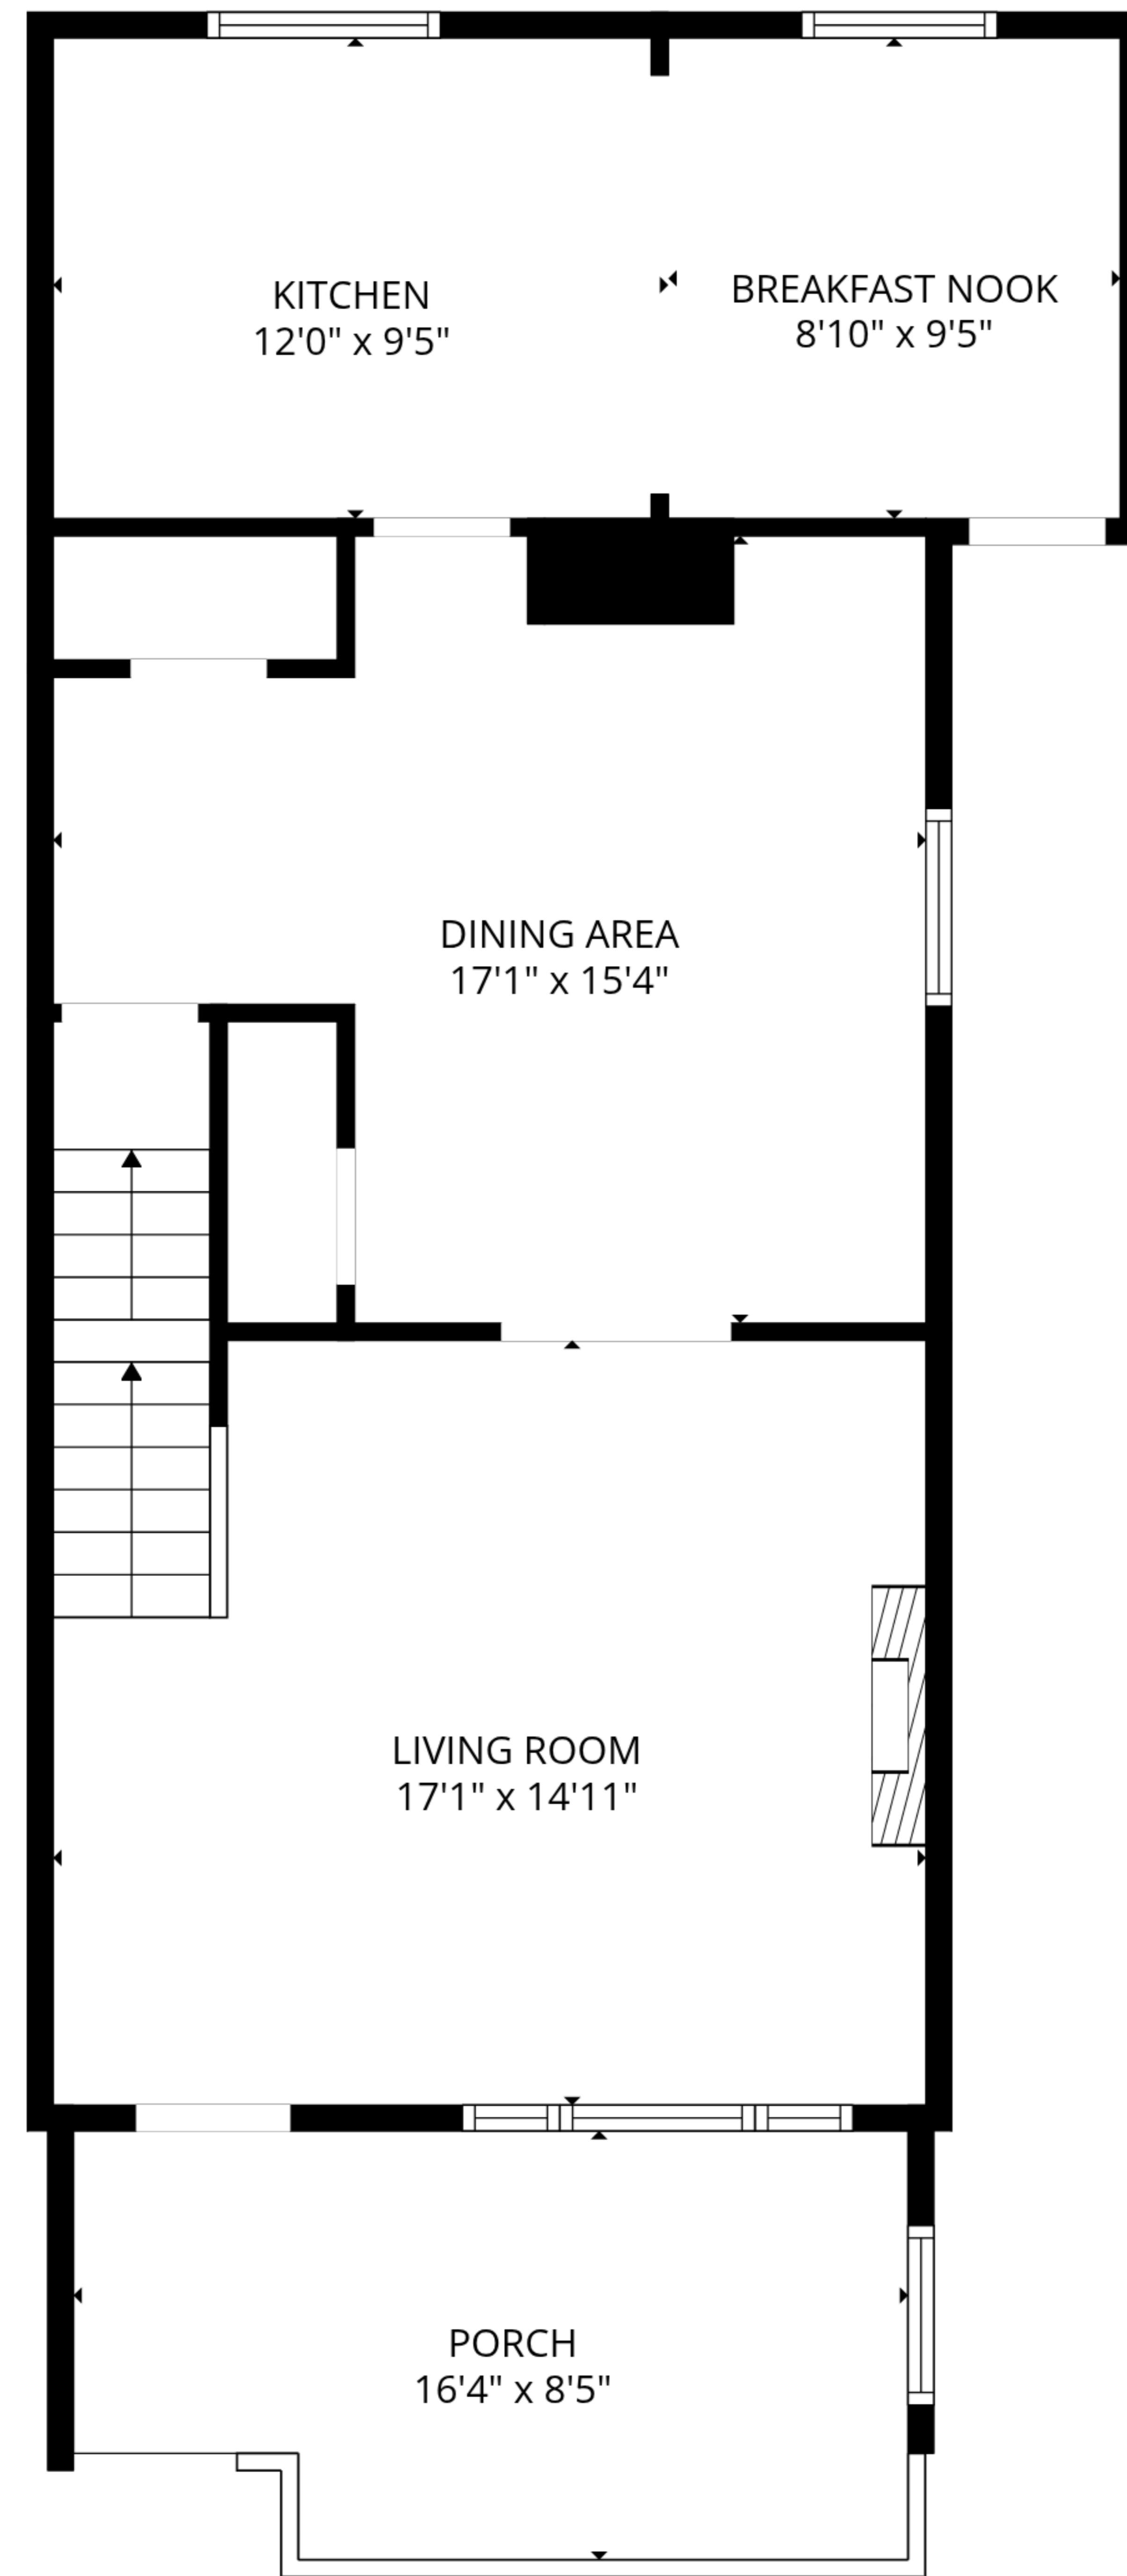 KITCHEN
12'0" x 9'5"
BREAKFAST NOOK
8'10" x 9'5"
DINING AREA
17'1" x 15'4"
LIVING ROOM
17'1" x 14'11"
PORCH
16'4" x 8'5"